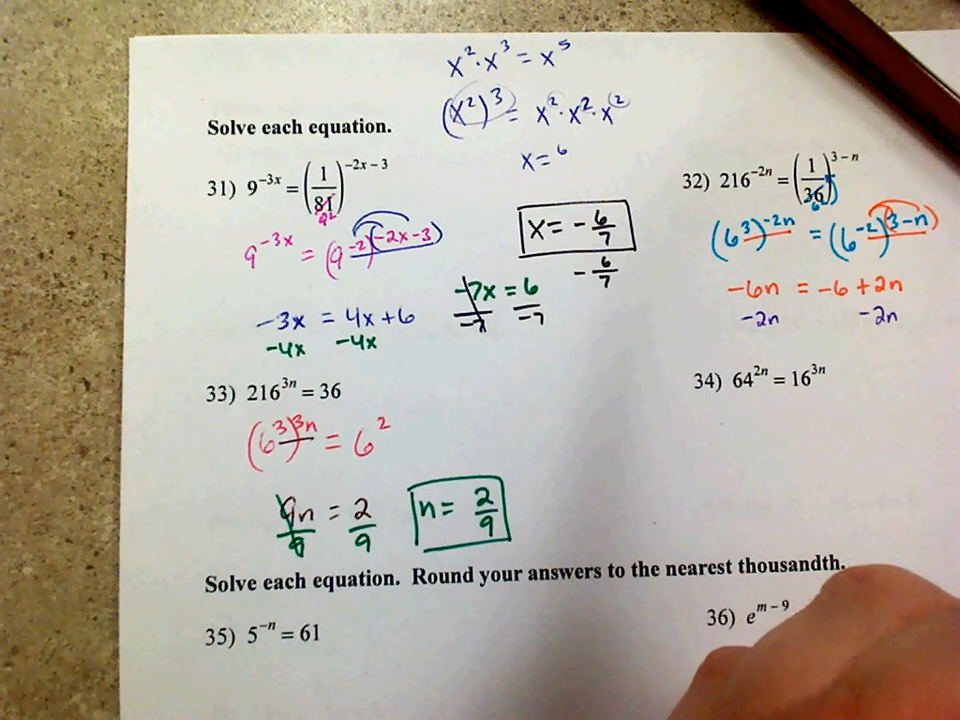 x²·x³ = x⁵
(x²)³ = x²·x²·x²
x = ⁶
Solve each equation.
31) 9^(-3x) = (1/81)^(-2x - 3)
9²
9^(-3x) = (9^(-2))^(-2x-3)
x = -6/7
-6/7
-7x = 6
-7 -7
-3x = 4x+6
-4x -4x
32) 216^(-2n) = (1/36)^(3 - n)
(6³)^(-2n) = (6^(-2))^(3-n)
-6n = -6 + 2n
-2n -2n
33) 216^(3n) = 36
(6³)^(3n) = 6²
9n = 2
9 9
n = 2/9
34) 64^(2n) = 16^(3n)
Solve each equation. Round your answers to the nearest thousandth.
35) 5^(-n) = 61
36) e^(m - 9)